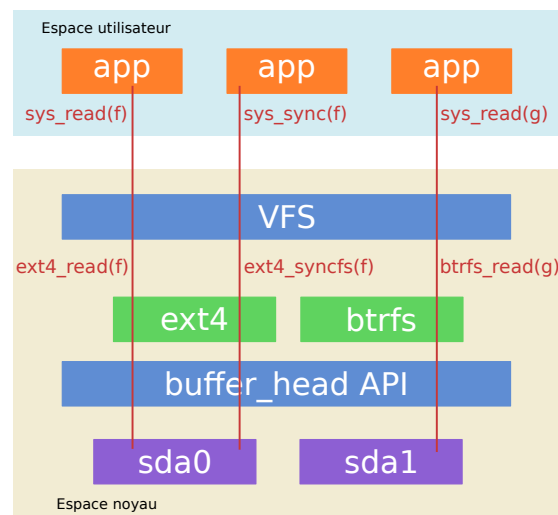 Espace utilisateur
app app app
sys_read(f) sys_sync(f) sys_read(g)
VFS
ext4_read(f) ext4_syncfs(f) btrfs_read(g)
ext4 btrfs
buffer_head API
sda0 sda1
Espace noyau